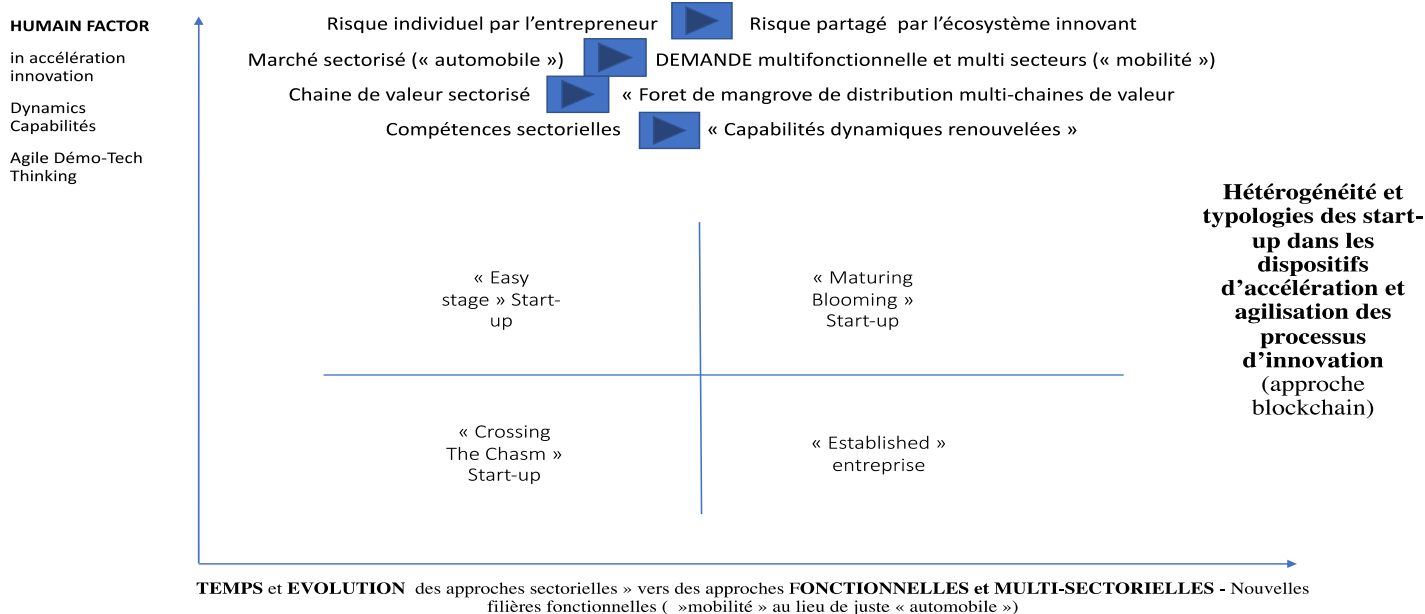 HUMAIN FACTOR
in accélération
innovation
Dynamics
Capabilités
Agile Démo-Tech
Thinking
Risque individuel par l’entrepreneur
Risque partagé par l’écosystème innovant
Marché sectorisé (« automobile »)
DEMANDE multifonctionnelle et multi secteurs (« mobilité »)
Chaine de valeur sectorisé
« Foret de mangrove de distribution multi-chaines de valeur
Compétences sectorielles
« Capabilités dynamiques renouvelées »
« Easy
stage » Start-
up
« Maturing
Blooming »
Start-up
« Crossing
The Chasm »
Start-up
« Established »
entreprise
Hétérogénéité et
typologies des start-
up dans les
dispositifs
d’accélération et
agilisation des
processus
d’innovation
(approche
blockchain)
TEMPS et EVOLUTION des approches sectorielles » vers des approches FONCTIONNELLES et MULTI-SECTORIELLES - Nouvelles
filières fonctionnelles ( »mobilité » au lieu de juste « automobile »)